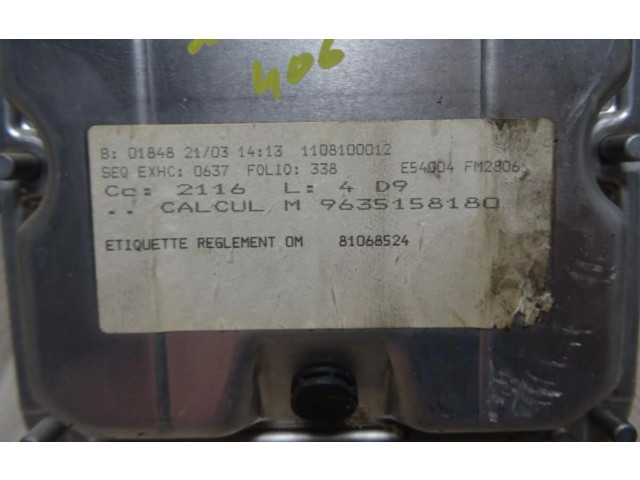 406
B: 01848 21/03 14:13 1108100012
SEQ EXHC: 0637 FOLIO: 338 E54004 FM2806
Cc: 2116 L: 4 D9
.. CALCUL M 9635158180
ETIQUETTE REGLEMENT OM 81068524